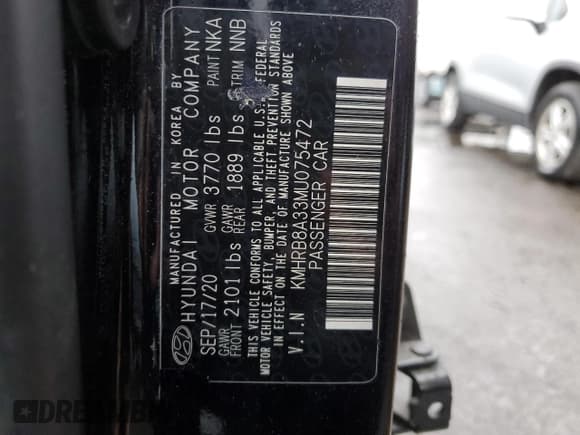 MANUFACTURED IN KOREA BY
HYUNDAI MOTOR COMPANY
SEP/17/20 GVWR 3770 lbs PAINT NKA
GAWR FRONT 2101 lbs GAWR REAR 1889 lbs TRIM NNB
THIS VEHICLE CONFORMS TO ALL APPLICABLE U.S. FEDERAL
MOTOR VEHICLE SAFETY, BUMPER, AND THEFT PREVENTION STANDARDS
IN EFFECT ON THE DATE OF MANUFACTURE SHOWN ABOVE
V.I.N KMHRB8A33MU075472
PASSENGER CAR